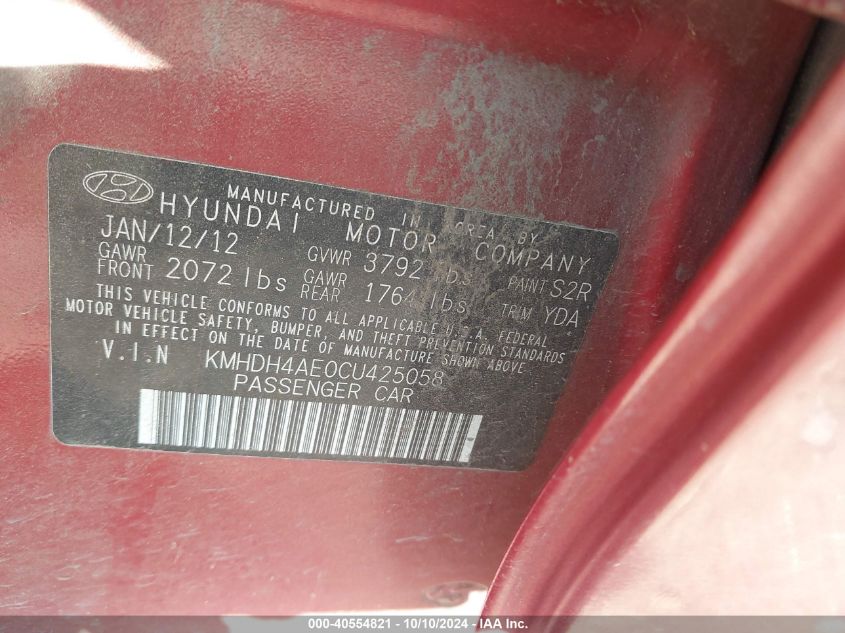 MANUFACTURED IN KOREA BY
HYUNDAI MOTOR COMPANY
JAN/12/12 GVWR 3792 lbs PAINT S2R
GAWR FRONT 2072 lbs GAWR REAR 1764 lbs TRIM YDA
THIS VEHICLE CONFORMS TO ALL APPLICABLE U.S.A. FEDERAL
MOTOR VEHICLE SAFETY, BUMPER, AND THEFT PREVENTION STANDARDS
IN EFFECT ON THE DATE OF MANUFACTURE SHOWN ABOVE
V.I.N KMHDH4AE0CU425058
PASSENGER CAR
000-40554821 - 10/10/2024 - IAA Inc.